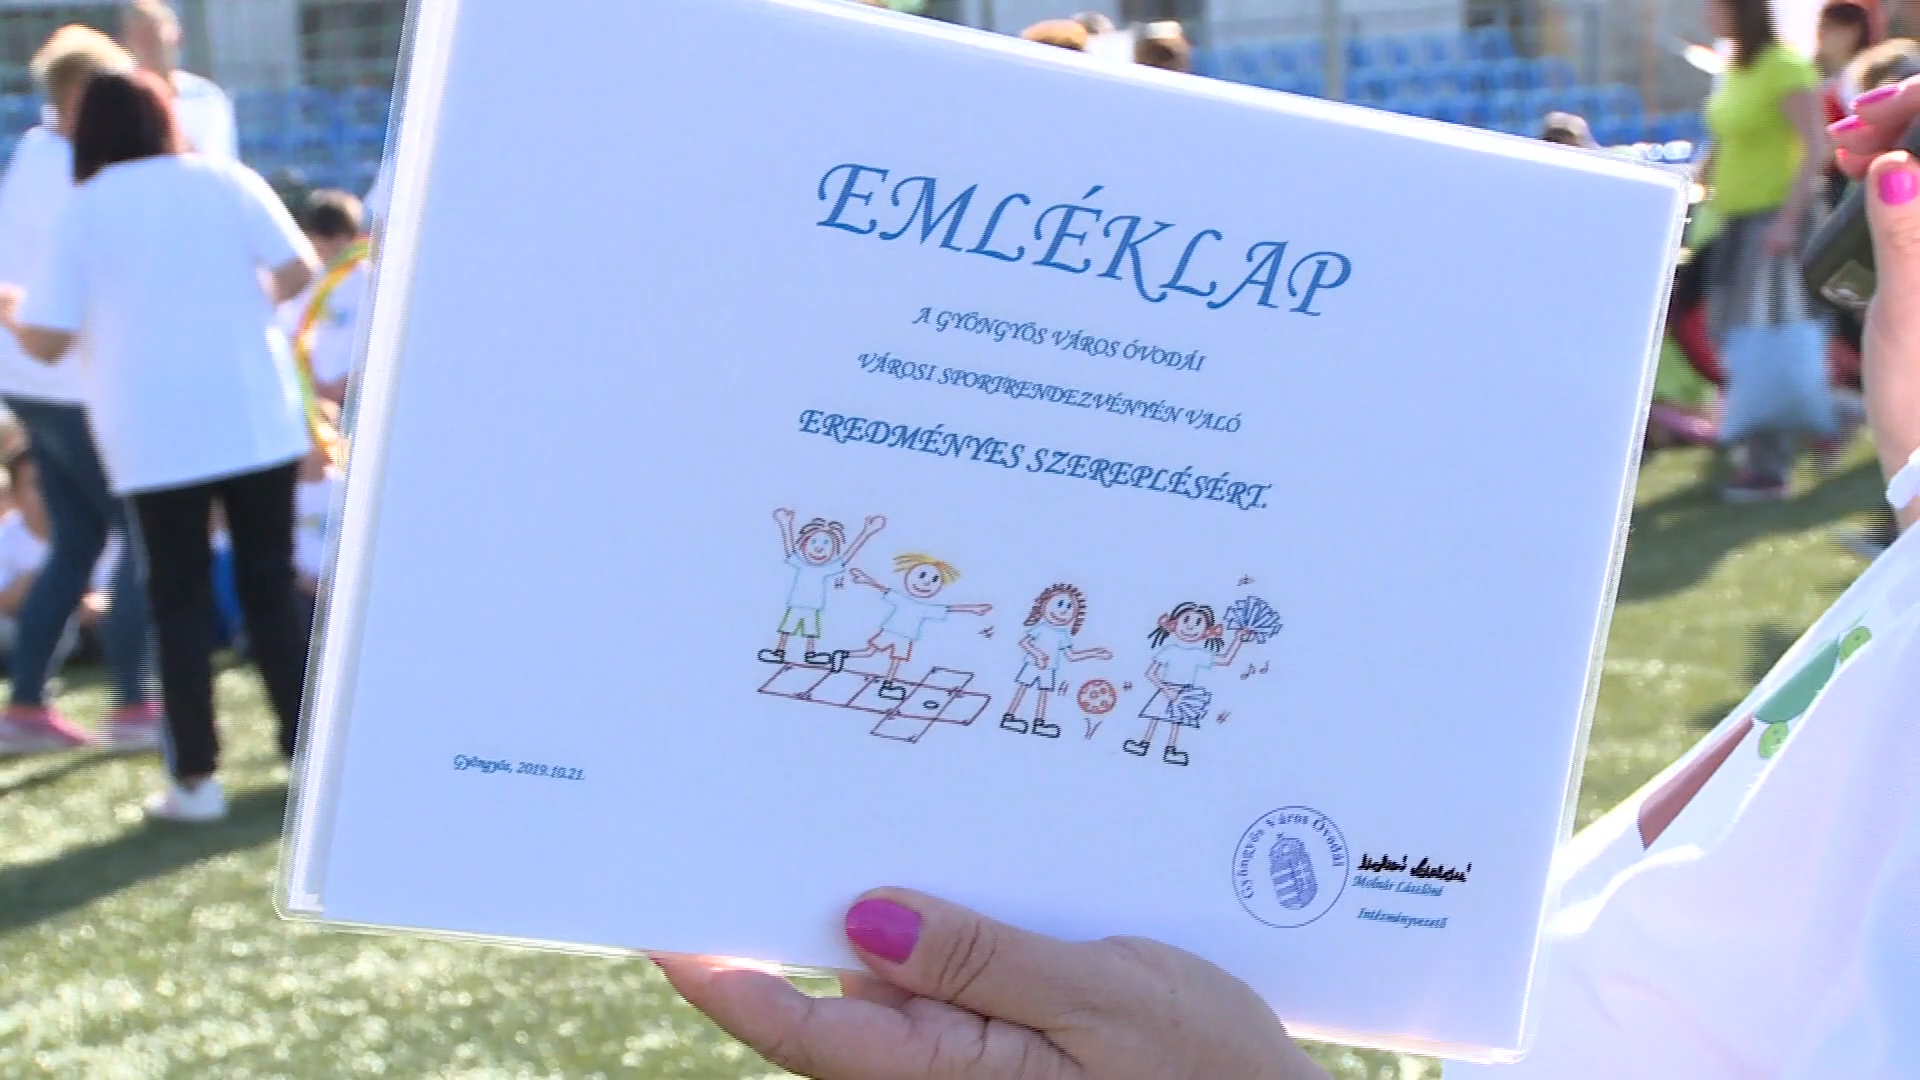 EMLÉKLAP
A GYÖNGYÖS VÁROS ÓVODÁI
VÁROSI SPORTRENDEZVÉNYÉN VALÓ
EREDMÉNYES SZEREPLÉSÉRT.
Gyöngyös, 2019.10.21.
Gyöngyös Város Óvodái
Molnár Lászlóné
Intézményvezető